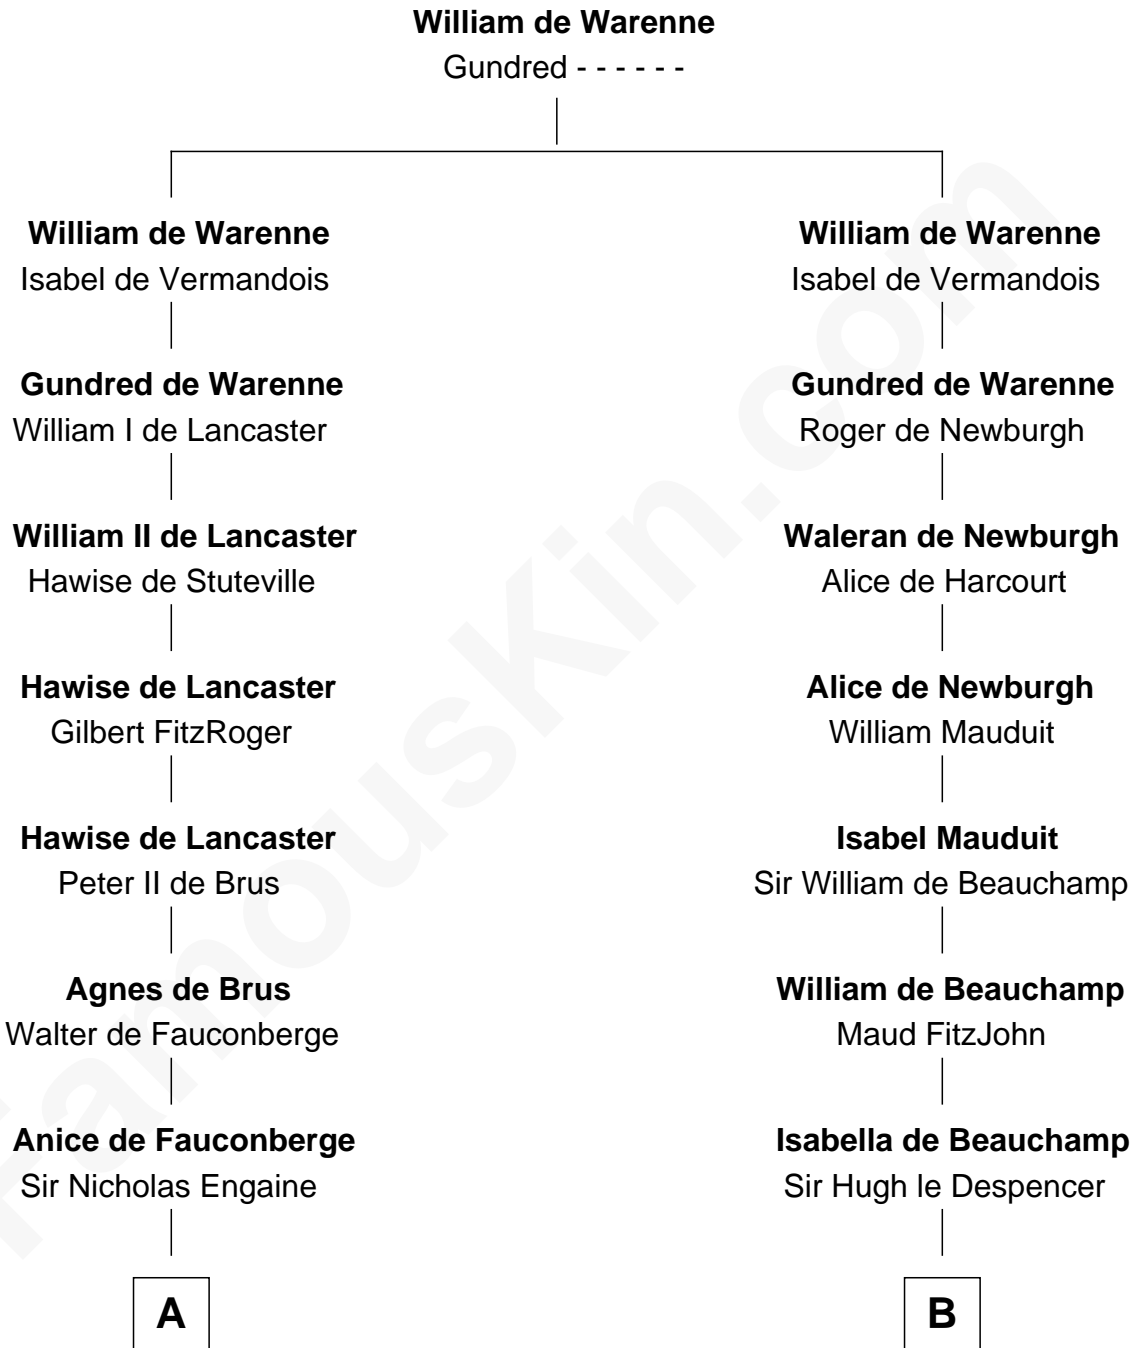 William de Warenne
Gundred - - - - - -
William de Warenne
Isabel de Vermandois
Gundred de Warenne
William I de Lancaster
William II de Lancaster
Hawise de Stuteville
Hawise de Lancaster
Gilbert FitzRoger
Hawise de Lancaster
Peter II de Brus
Agnes de Brus
Walter de Fauconberge
Anice de Fauconberge
Sir Nicholas Engaine
A
William de Warenne
Isabel de Vermandois
Gundred de Warenne
Roger de Newburgh
Waleran de Newburgh
Alice de Harcourt
Alice de Newburgh
William Mauduit
Isabel Mauduit
Sir William de Beauchamp
William de Beauchamp
Maud FitzJohn
Isabella de Beauchamp
Sir Hugh le Despencer
B
FamousKin.com